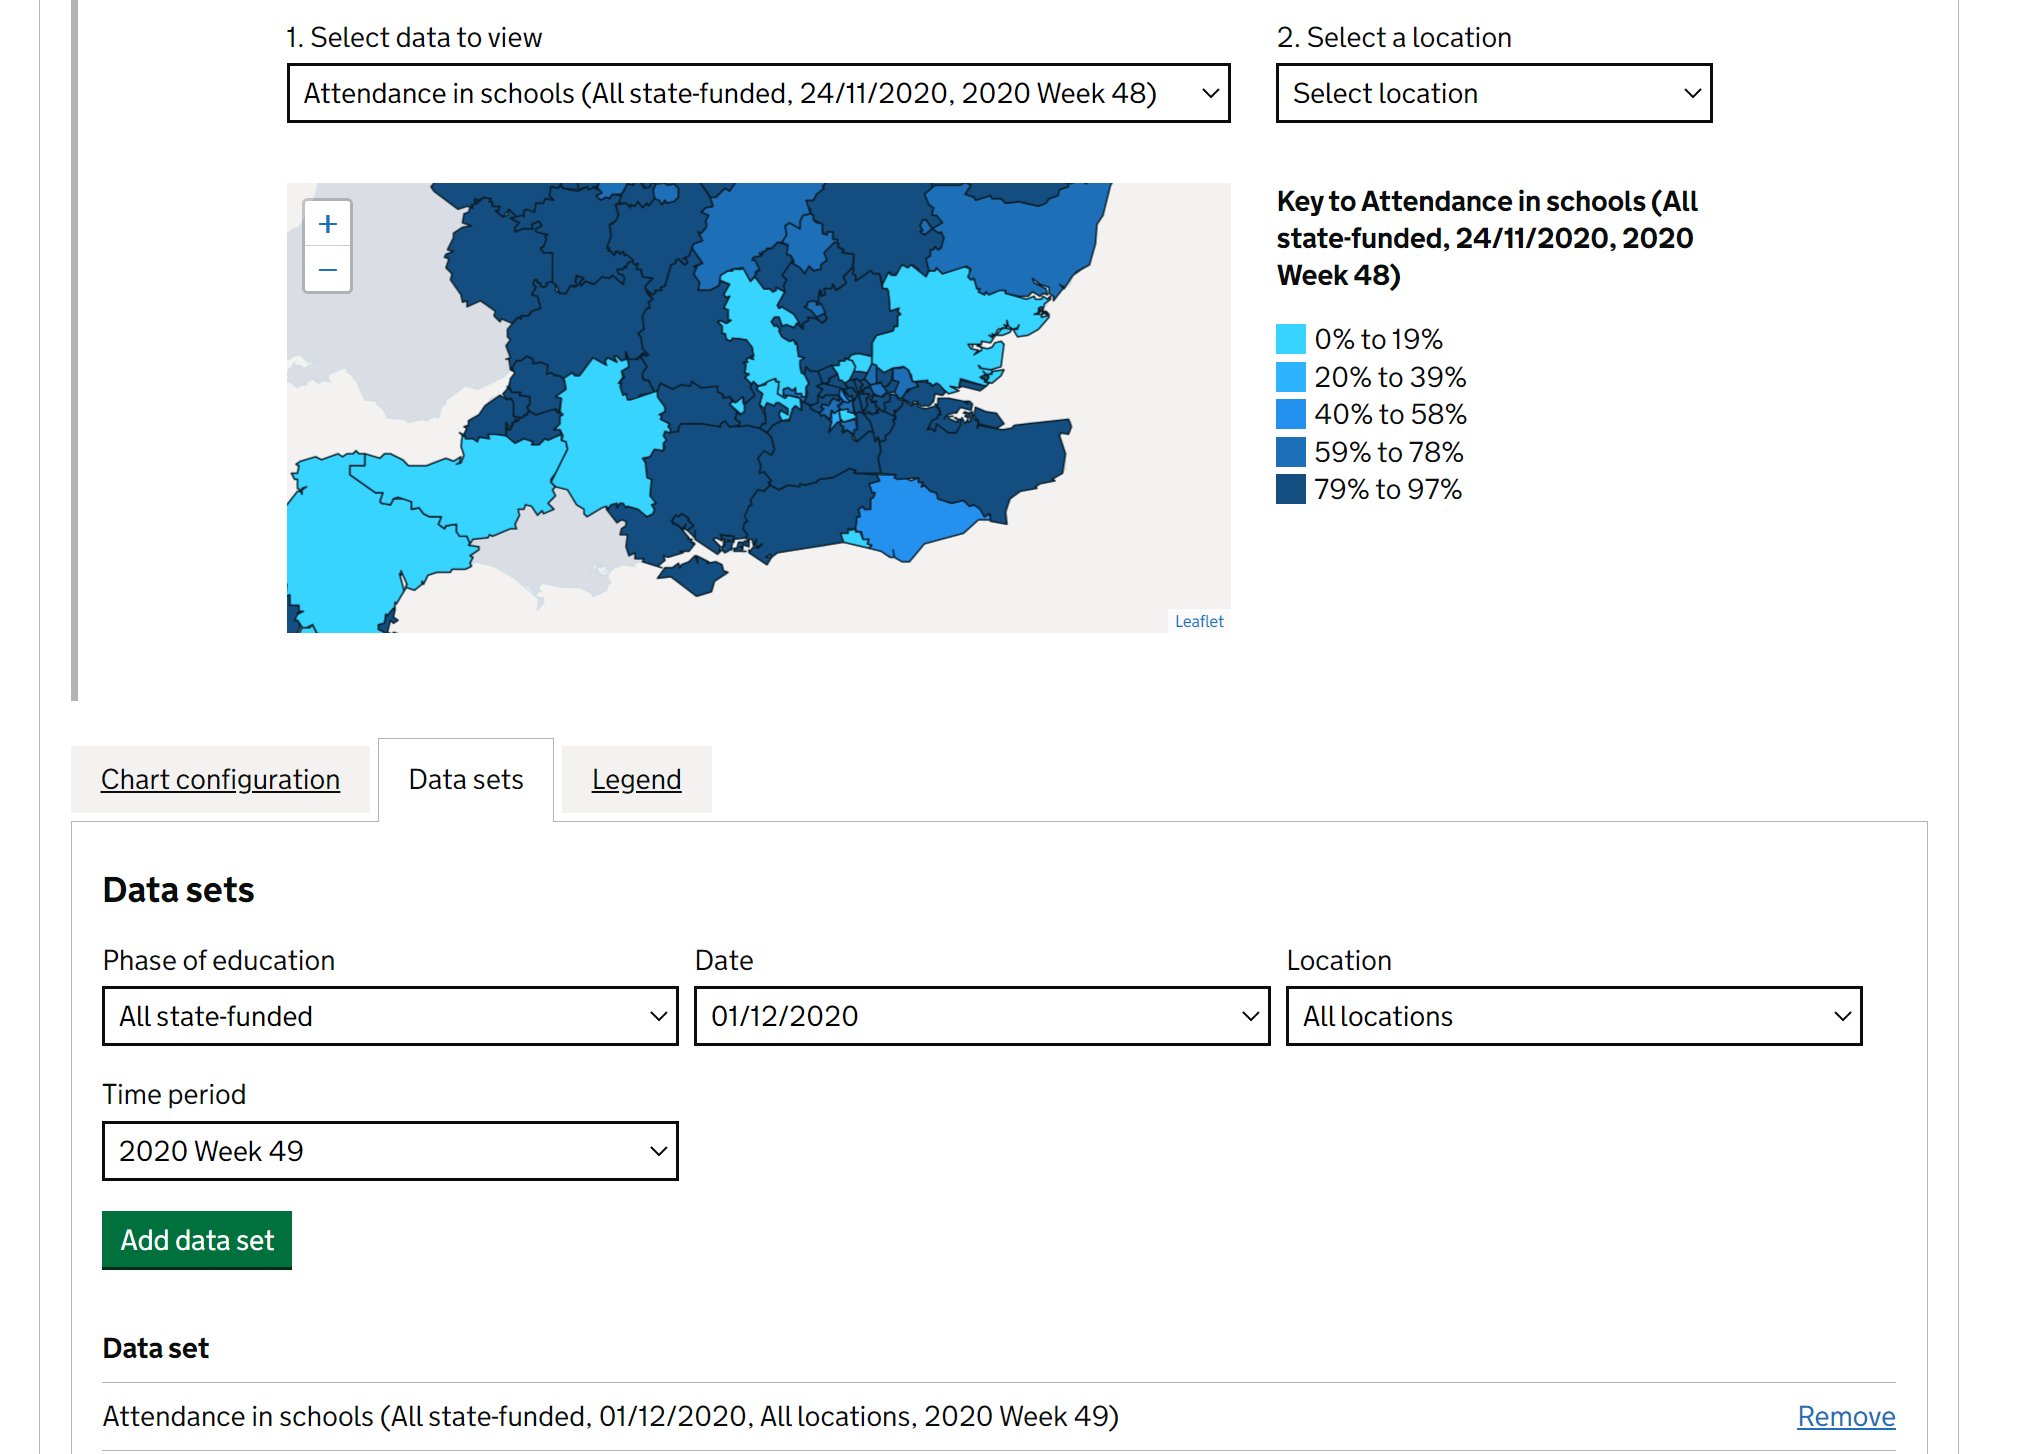 1. Select data to view
2. Select a location
Attendance in schools (All state-funded, 24/11/2020, 2020 Week 48)
Select location
+
−
Key to Attendance in schools (All
state-funded, 24/11/2020, 2020
Week 48)
0% to 19%
20% to 39%
40% to 58%
59% to 78%
79% to 97%
Leaflet
Chart configuration
Data sets
Legend
Data sets
Phase of education
Date
Location
All state-funded
01/12/2020
All locations
Time period
2020 Week 49
Add data set
Data set
Attendance in schools (All state-funded, 01/12/2020, All locations, 2020 Week 49)
Remove